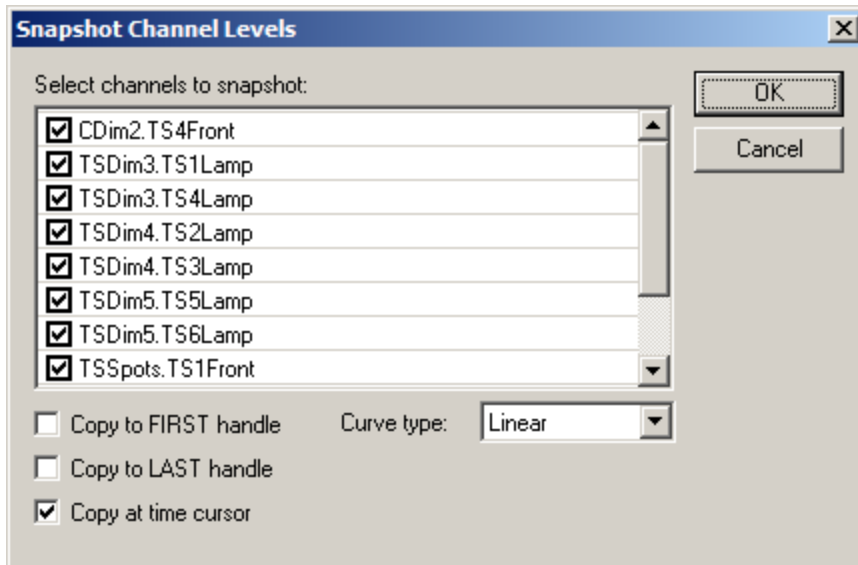 Snapshot Channel Levels
Select channels to snapshot:
OK
CDim2.TS4Front
Cancel
TSDim3.TS1Lamp
TSDim3.TS4Lamp
TSDim4.TS2Lamp
TSDim4.TS3Lamp
TSDim5.TS5Lamp
TSDim5.TS6Lamp
TSSpots.TS1Front
Copy to FIRST handle Curve type: Linear
Copy to LAST handle
Copy at time cursor